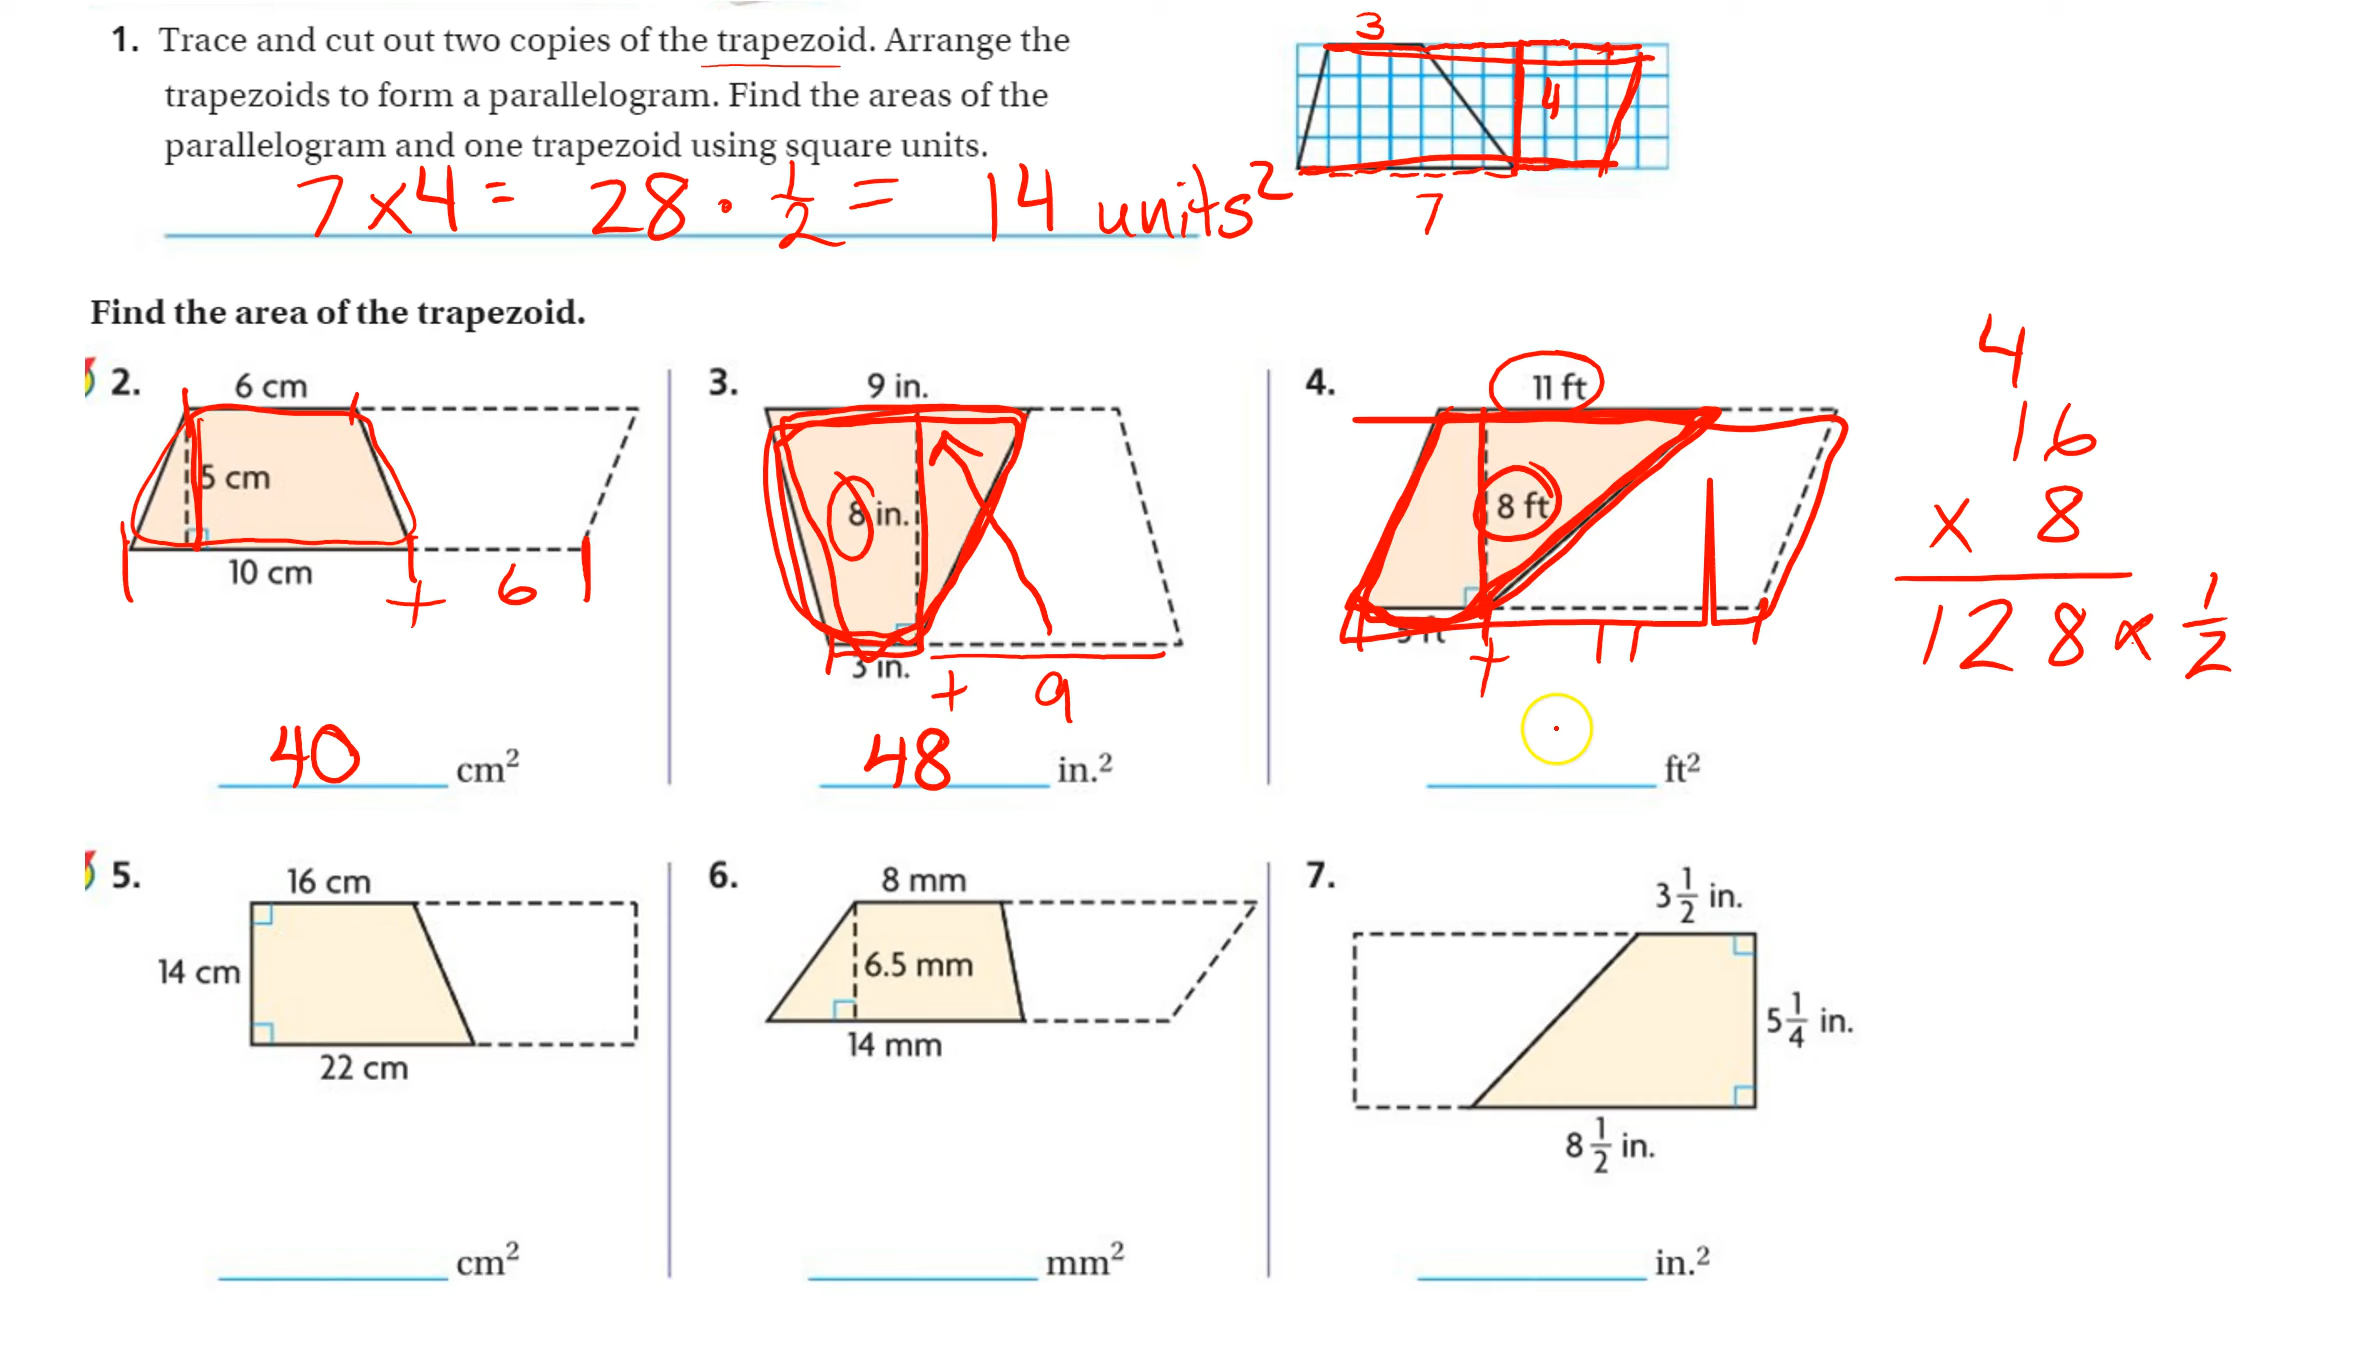 1. Trace and cut out two copies of the trapezoid. Arrange the
trapezoids to form a parallelogram. Find the areas of the
parallelogram and one trapezoid using square units.
3
4
7
7 x 4 = 28 · 1/2 = 14 units²
Find the area of the trapezoid.
2.
6 cm
5 cm
10 cm
+ 6
40 cm²
3.
9 in.
8 in.
3 in.
+ 9
48 in.²
4.
11 ft
8 ft
ft
+ 11
ft²
4
16
x 8
128 x 1/2
5.
16 cm
14 cm
22 cm
cm²
6.
8 mm
6.5 mm
14 mm
mm²
7.
3 1/2 in.
5 1/4 in.
8 1/2 in.
in.²